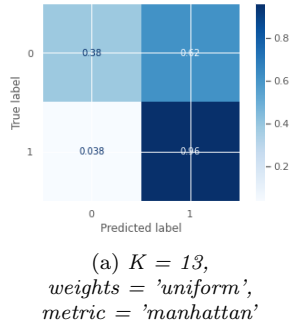 0.8
0
0.38
0.62
0.6
True label
0.4
1
0.038
0.96
0.2
0
1
Predicted label
(a) K = 13,
weights = 'uniform',
metric = 'manhattan'